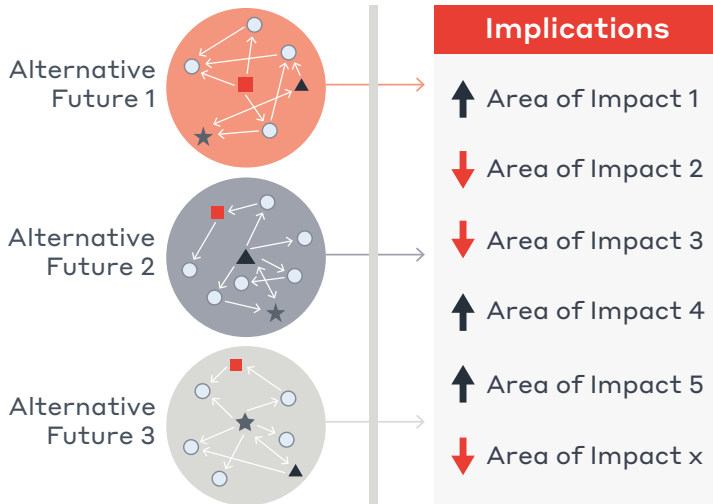 Alternative
Future 1
Alternative
Future 2
Alternative
Future 3
Implications
Area of Impact 1
Area of Impact 2
Area of Impact 3
Area of Impact 4
Area of Impact 5
Area of Impact x